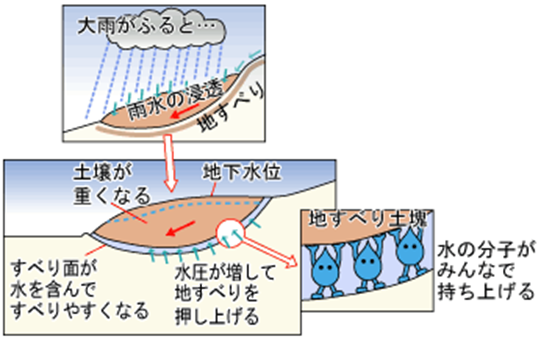 大雨がふると…
雨水の浸透
地すべり
土壌が
重くなる
地下水位
すべり面が
水を含んで
すべりやすくなる
水圧が増して
地すべりを
押し上げる
地すべり土塊
水の分子が
みんなで
持ち上げる